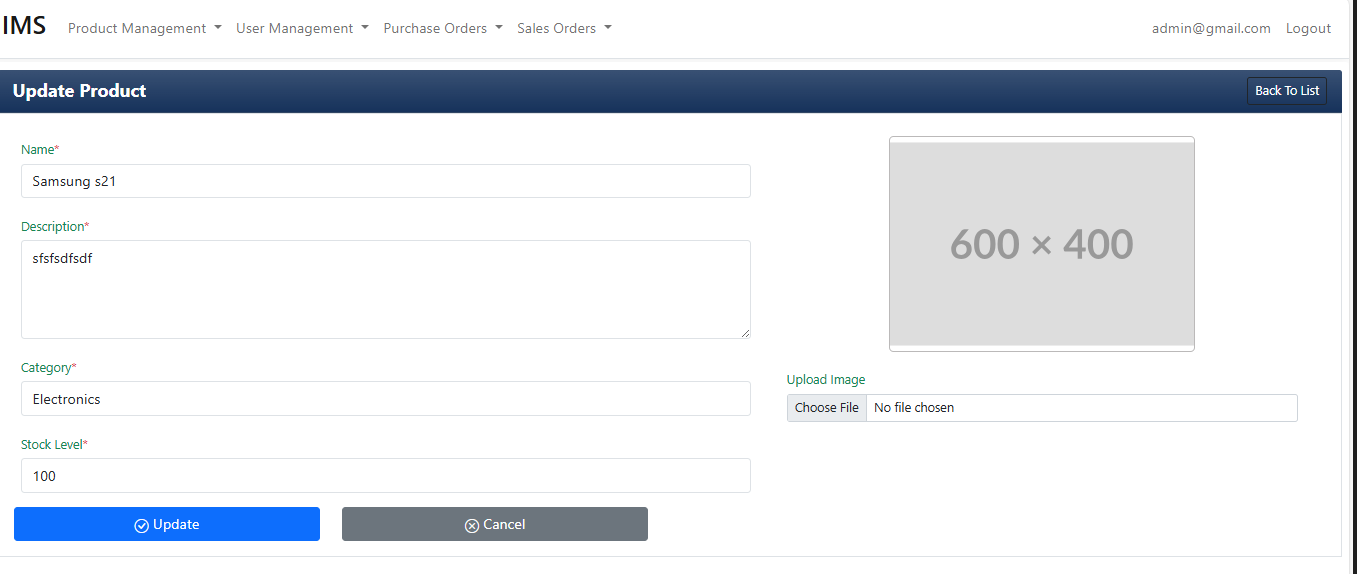 IMS Product Management User Management Purchase Orders Sales Orders admin@gmail.com Logout
Update Product Back To List
Name*
Samsung s21
Description*
sfsfsdfsdf
Category*
Electronics
Stock Level*
100
Update Cancel
600 × 400
Upload Image
Choose File No file chosen